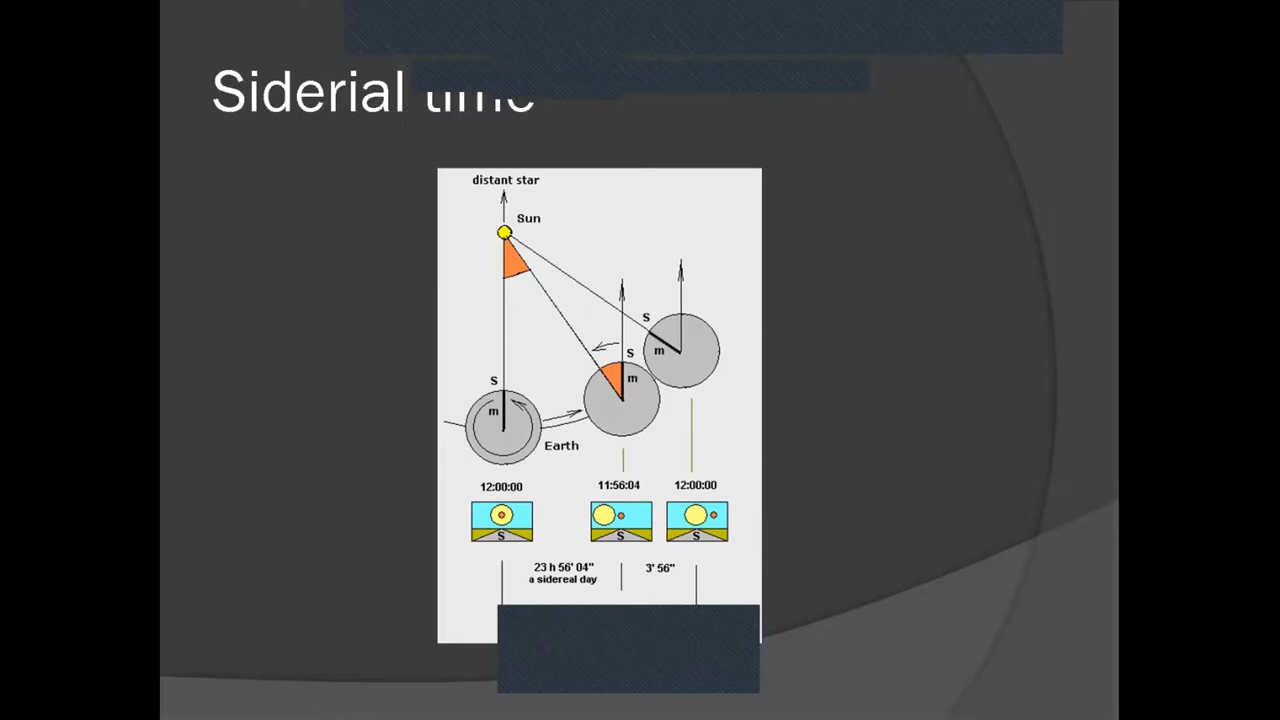 Siderial time
distant star
Sun
S
m
S
m
S
m
Earth
12:00:00
11:56:04
12:00:00
S
S
S
23 h 56' 04"
a sidereal day
3' 56"